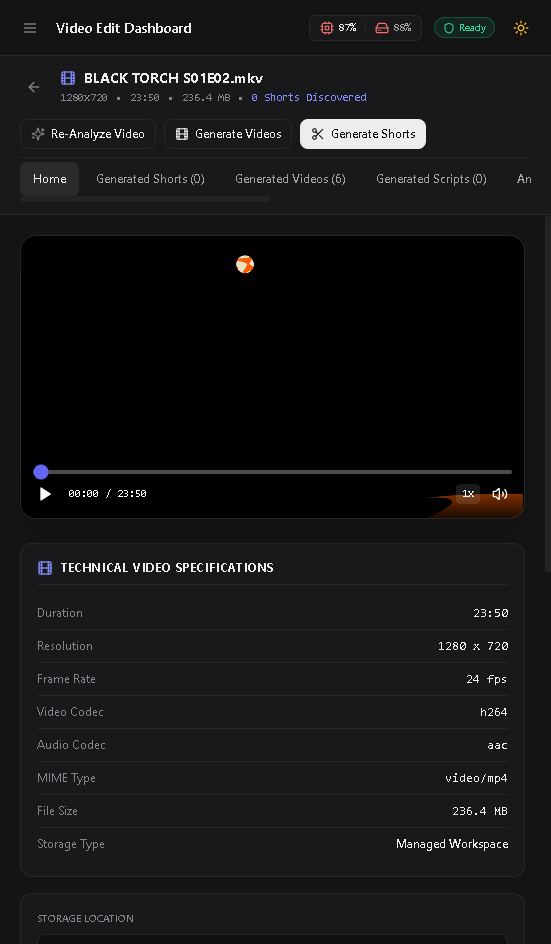 Video Edit Dashboard
87% 88% Ready
BLACK TORCH S01E02.mkv
1280x720 • 23:50 • 236.4 MB • 0 Shorts Discovered
Re-Analyze Video Generate Videos Generate Shorts
Home Generated Shorts (0) Generated Videos (6) Generated Scripts (0) An
00:00 / 23:50 1x
TECHNICAL VIDEO SPECIFICATIONS
Duration 23:50
Resolution 1280 x 720
Frame Rate 24 fps
Video Codec h264
Audio Codec aac
MIME Type video/mp4
File Size 236.4 MB
Storage Type Managed Workspace
STORAGE LOCATION